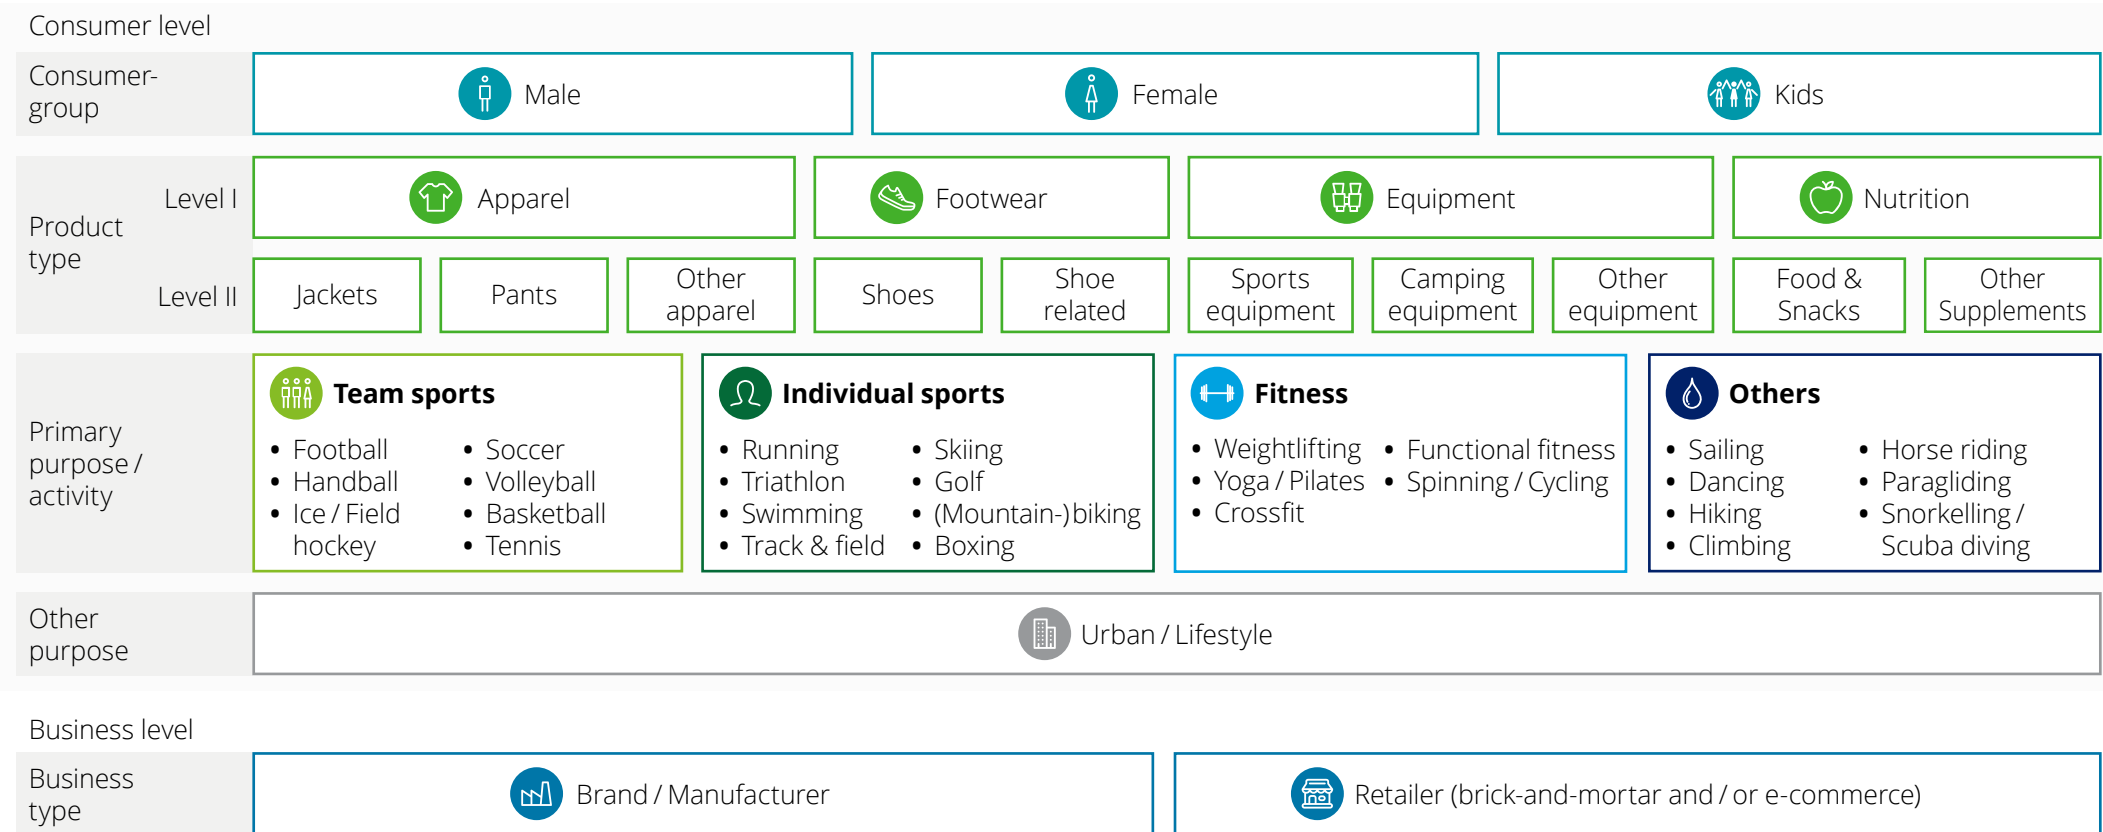 Consumer level
Consumer-
group
Male
Female
Kids
Product
type
Level I
Apparel
Footwear
Equipment
Nutrition
Level II
Jackets
Pants
Other
apparel
Shoes
Shoe
related
Sports
equipment
Camping
equipment
Other
equipment
Food &
Snacks
Other
Supplements
Primary
purpose /
activity
Team sports
• Football
• Handball
• Ice / Field
hockey
• Soccer
• Volleyball
• Basketball
• Tennis
Individual sports
• Running
• Triathlon
• Swimming
• Track & field
• Skiing
• Golf
• (Mountain-) biking
• Boxing
Fitness
• Weightlifting
• Yoga / Pilates
• Crossfit
• Functional fitness
• Spinning / Cycling
Others
• Sailing
• Dancing
• Hiking
• Climbing
• Horse riding
• Paragliding
• Snorkelling /
Scuba diving
Other
purpose
Urban / Lifestyle
Business level
Business
type
Brand / Manufacturer
Retailer (brick-and-mortar and / or e-commerce)